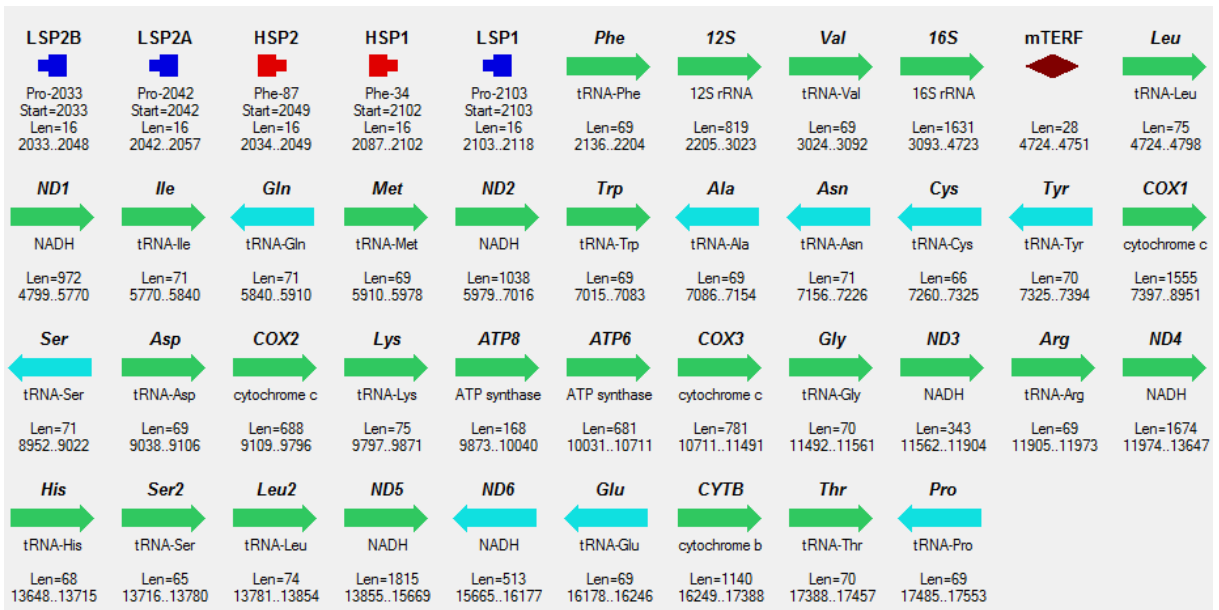 LSP2B LSP2A HSP2 HSP1 LSP1 Phe 12S Val 16S mTERF Leu
Pro-2033 Pro-2042 Phe-87 Phe-34 Pro-2103 tRNA-Phe 12S rRNA tRNA-Val 16S rRNA tRNA-Leu
Start=2033 Start=2042 Start=2049 Start=2102 Start=2103
Len=16 Len=16 Len=16 Len=16 Len=16 Len=69 Len=819 Len=69 Len=1631 Len=28 Len=75
2033..2048 2042..2057 2034..2049 2087..2102 2103..2118 2136..2204 2205..3023 3024..3092 3093..4723 4724..4751 4724..4798
ND1 Ile Gln Met ND2 Trp Ala Asn Cys Tyr COX1
NADH tRNA-Ile tRNA-Gln tRNA-Met NADH tRNA-Trp tRNA-Ala tRNA-Asn tRNA-Cys tRNA-Tyr cytochrome c
Len=972 Len=71 Len=71 Len=69 Len=1038 Len=69 Len=69 Len=71 Len=66 Len=70 Len=1555
4799..5770 5770..5840 5840..5910 5910..5978 5979..7016 7015..7083 7086..7154 7156..7226 7260..7325 7325..7394 7397..8951
Ser Asp COX2 Lys ATP8 ATP6 COX3 Gly ND3 Arg ND4
tRNA-Ser tRNA-Asp cytochrome c tRNA-Lys ATP synthase ATP synthase cytochrome c tRNA-Gly NADH tRNA-Arg NADH
Len=71 Len=69 Len=688 Len=75 Len=168 Len=681 Len=781 Len=70 Len=343 Len=69 Len=1674
8952..9022 9038..9106 9109..9796 9797..9871 9873..10040 10031..10711 10711..11491 11492..11561 11562..11904 11905..11973 11974..13647
His Ser2 Leu2 ND5 ND6 Glu CYTB Thr Pro
tRNA-His tRNA-Ser tRNA-Leu NADH NADH tRNA-Glu cytochrome b tRNA-Thr tRNA-Pro
Len=68 Len=65 Len=74 Len=1815 Len=513 Len=69 Len=1140 Len=70 Len=69
13648..13715 13716..13780 13781..13854 13855..15669 15665..16177 16178..16246 16249..17388 17388..17457 17485..17553